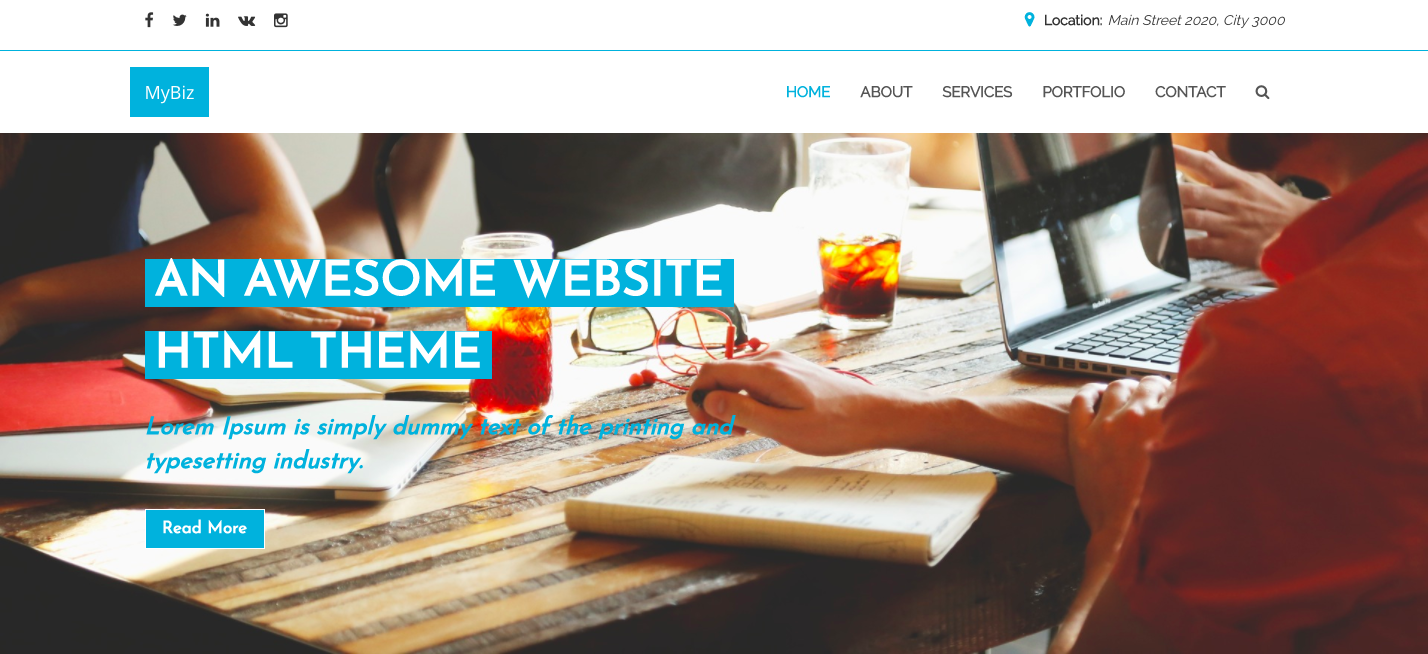 Location: Main Street 2020, City 3000
MyBiz
HOME ABOUT SERVICES PORTFOLIO CONTACT
AN AWESOME WEBSITE
HTML THEME
Lorem Ipsum is simply dummy text of the printing and
typesetting industry.
Read More